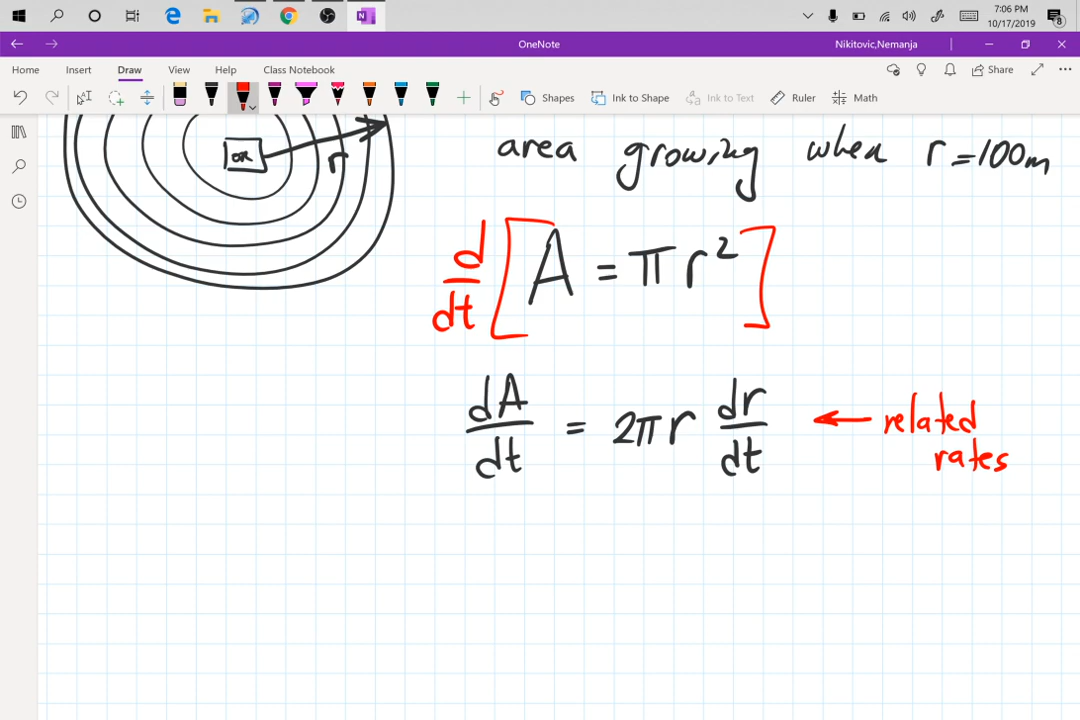 7:06 PM
10/17/2019
8
OneNote
Nikitovic,Nemanja
Home Insert Draw View Help Class Notebook
Share
Shapes Ink to Shape Ink to Text Ruler Math
r
area growing when r=100m
d/dt [A = πr²]
dA/dt = 2πr dr/dt ← related
rates